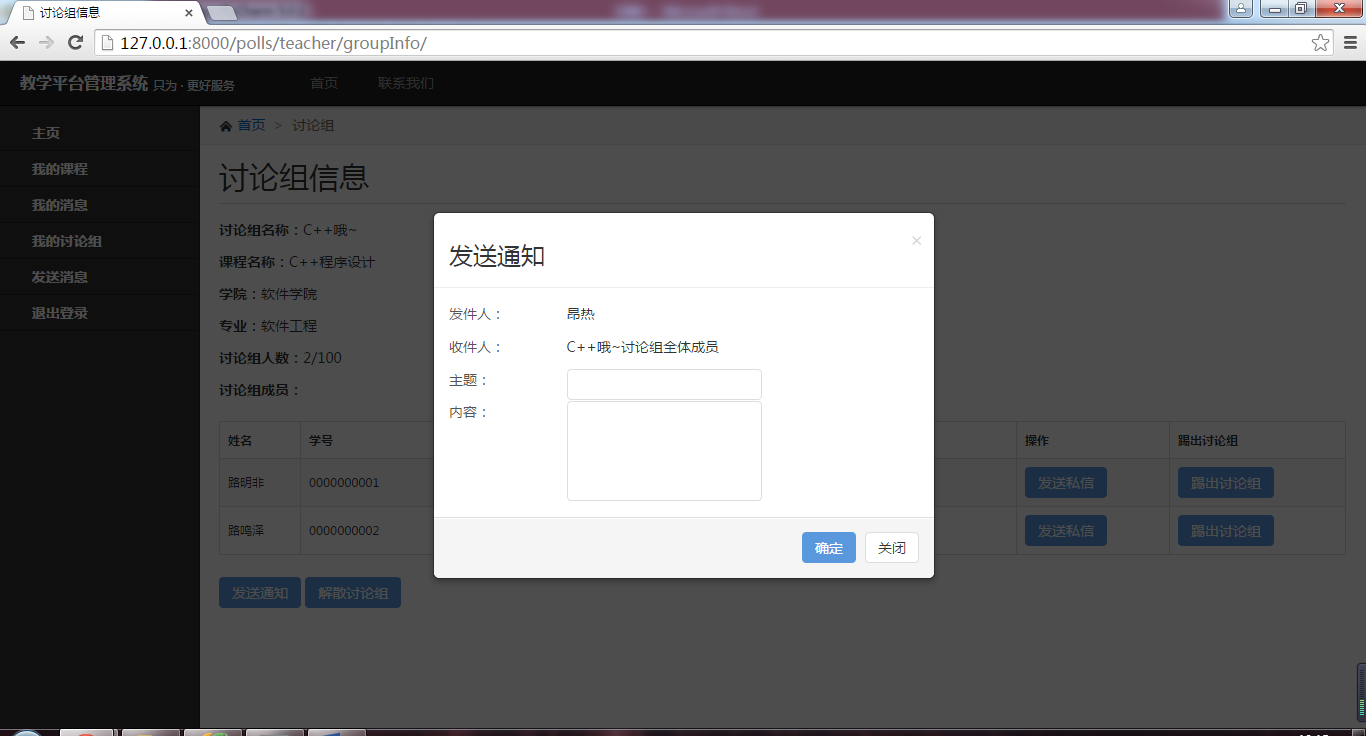 讨论组信息
127.0.0.1:8000/polls/teacher/groupInfo/
教学平台管理系统 只为 · 更好服务 首页 联系我们
主页
我的课程
我的消息
我的讨论组
发送消息
退出登录
首页 > 讨论组
讨论组信息
讨论组名称：C++哦~
课程名称：C++程序设计
学院：软件学院
专业：软件工程
讨论组人数：2/100
讨论组成员：
姓名 学号 操作 踢出讨论组
路明非 0000000001 发送私信 踢出讨论组
路鸣泽 0000000002 发送私信 踢出讨论组
发送通知 解散讨论组
发送通知 ×
发件人： 昂热
收件人： C++哦~讨论组全体成员
主题：
内容：
确定 关闭